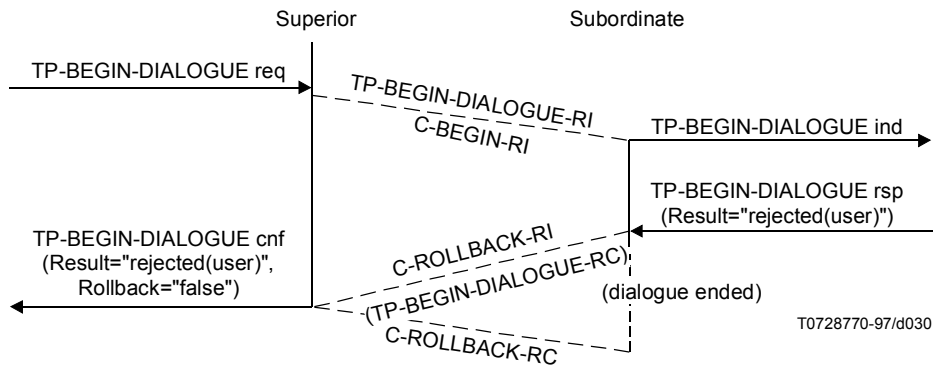 Superior
Subordinate
TP-BEGIN-DIALOGUE req
TP-BEGIN-DIALOGUE-RI
C-BEGIN-RI
TP-BEGIN-DIALOGUE ind
TP-BEGIN-DIALOGUE rsp
(Result="rejected(user)")
TP-BEGIN-DIALOGUE cnf
(Result="rejected(user)",
Rollback="false")
C-ROLLBACK-RI
(TP-BEGIN-DIALOGUE-RC)
(dialogue ended)
C-ROLLBACK-RC
T0728770-97/d030